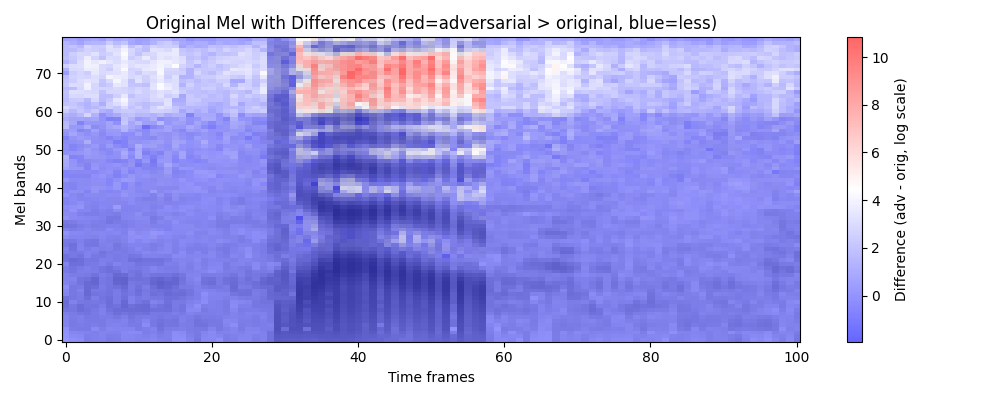 Original Mel with Differences (red=adversarial > original, blue=less)
Mel bands
70
60
50
40
30
20
10
0
0 20 40 60 80 100
Time frames
10
8
6
4
2
0
Difference (adv - orig, log scale)